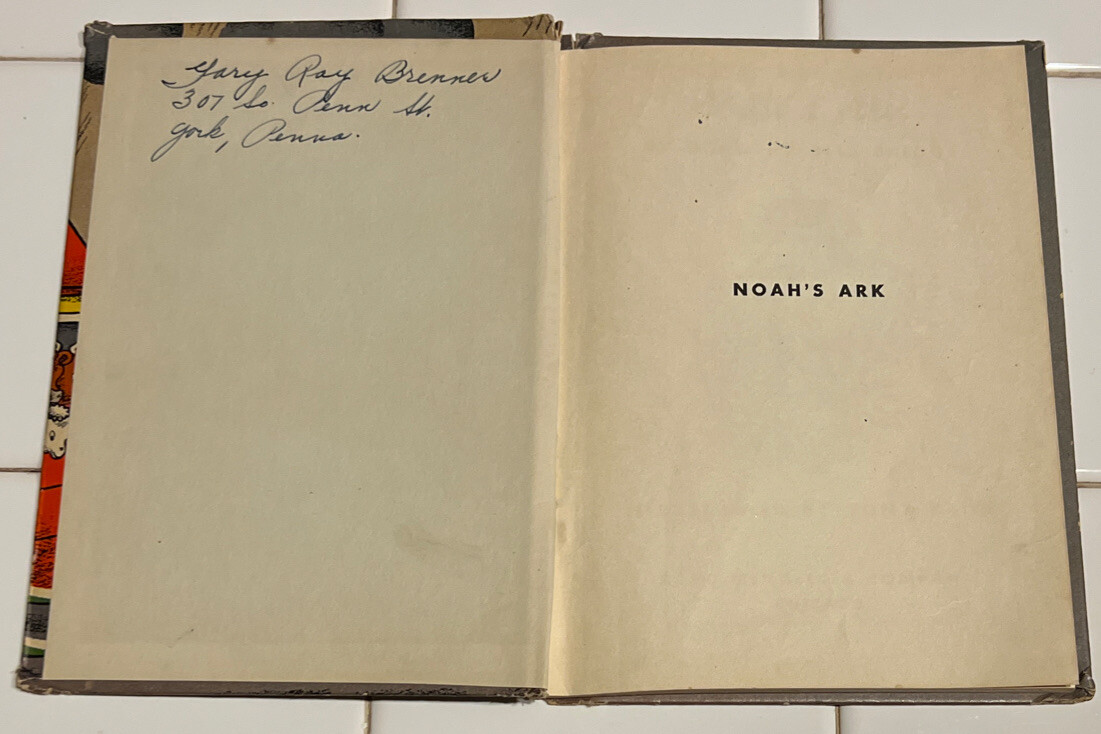 Gary Ray Brenner
307 So. Penn St.
York, Penna.
NOAH'S ARK